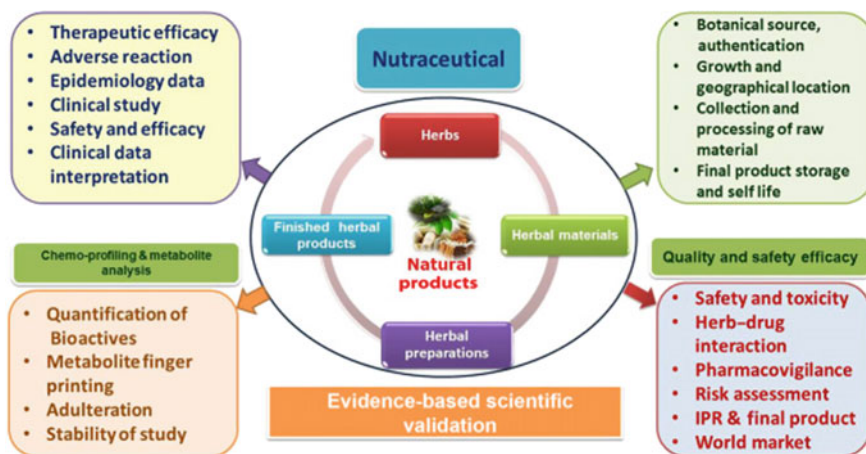 • Therapeutic efficacy
• Adverse reaction
• Epidemiology data
• Clinical study
• Safety and efficacy
• Clinical data
interpretation
Nutraceutical
• Botanical source,
authentication
• Growth and
geographical location
• Collection and
processing of raw
material
• Final product storage
and self life
Herbs
Finished herbal
products
Herbal materials
Natural
products
Herbal
preparations
Chemo-profiling & metabolite
analysis
Quality and safety efficacy
• Quantification of
Bioactives
• Metabolite finger
printing
• Adulteration
• Stability of study
Evidence-based scientific
validation
• Safety and toxicity
• Herb–drug
interaction
• Pharmacovigilance
• Risk assessment
• IPR & final product
• World market